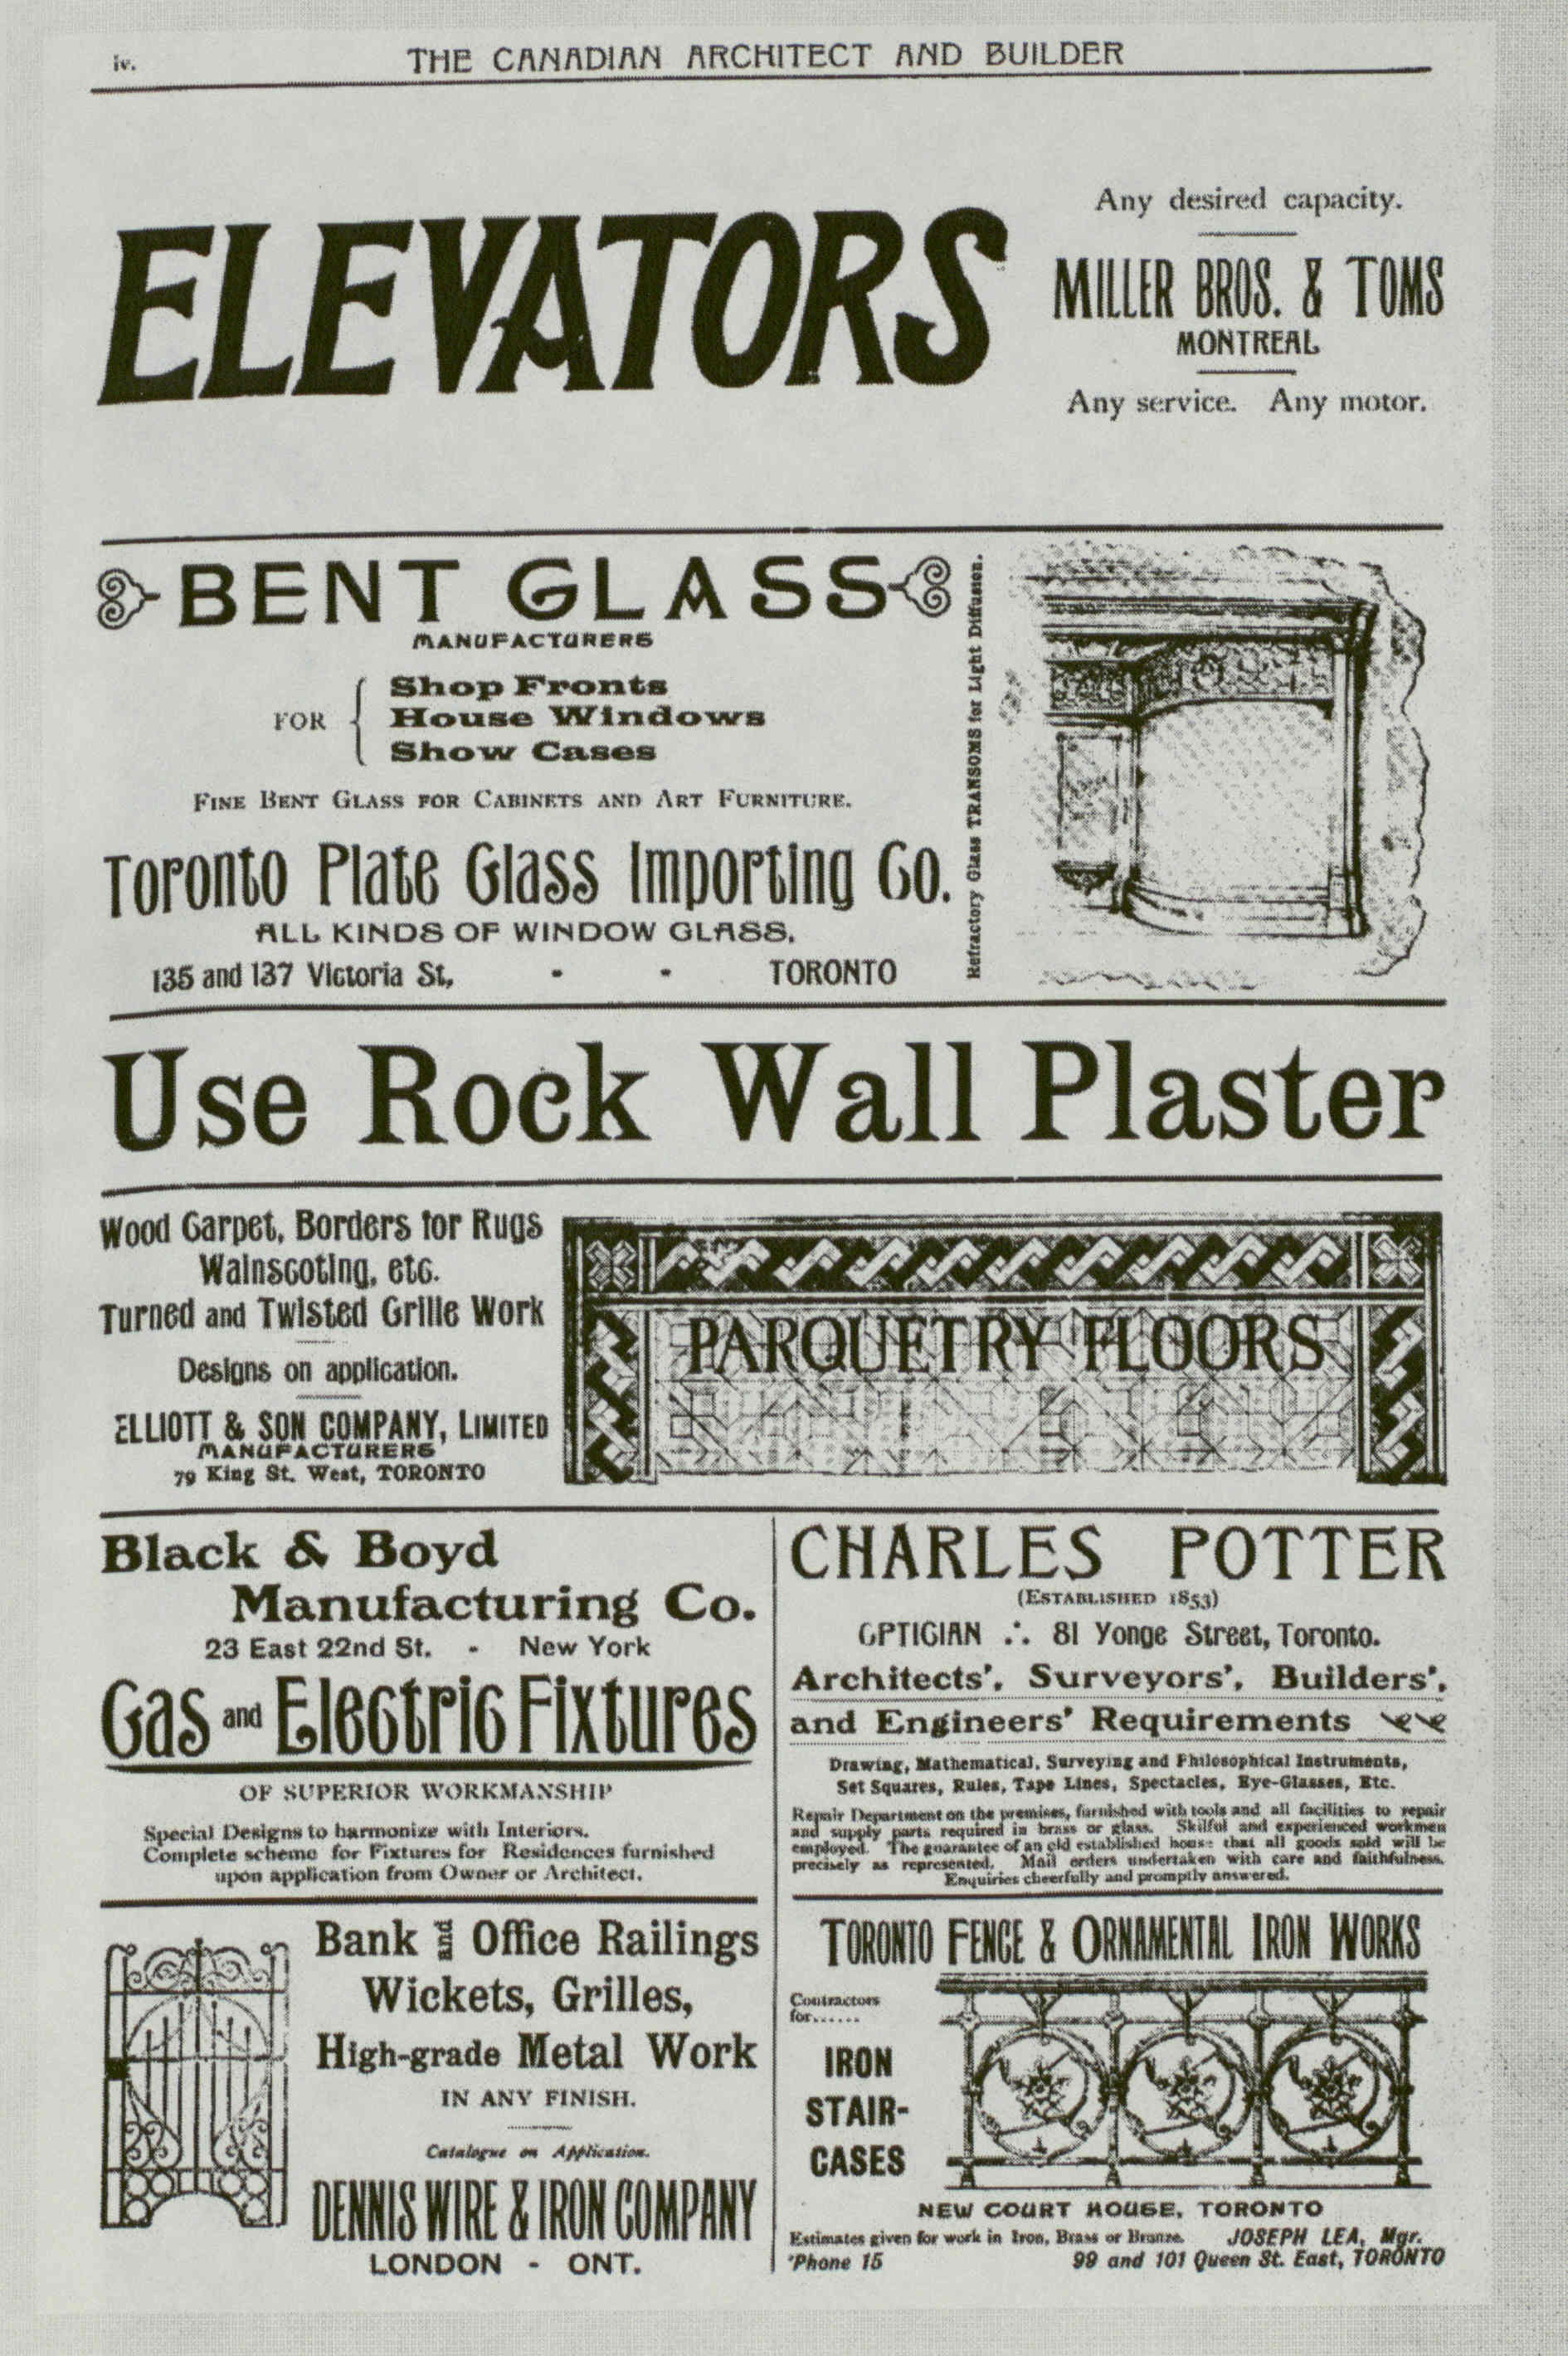 iv.
THE CANADIAN ARCHITECT AND BUILDER
ELEVATORS
Any desired capacity.
MILLER BROS. & TOMS
MONTREAL
Any service. Any motor.
BENT GLASS
MANUFACTURERS
FOR
Shop Fronts
House Windows
Show Cases
FINE BENT GLASS FOR CABINETS AND ART FURNITURE.
Toronto Plate Glass Importing Co.
ALL KINDS OF WINDOW GLASS.
135 and 137 Victoria St, - - TORONTO
Refractory Glass TRANSOMS for Light Diffusion.
Use Rock Wall Plaster
Wood Carpet, Borders for Rugs
Wainscoting, etc.
Turned and Twisted Grille Work
Designs on application.
ELLIOTT & SON COMPANY, LIMITED
MANUFACTURERS
79 King St. West, TORONTO
PARQUETRY FLOORS
Black & Boyd
Manufacturing Co.
23 East 22nd St. - New York
Gas and Electric Fixtures
OF SUPERIOR WORKMANSHIP
Special Designs to harmonize with Interiors.
Complete scheme for Fixtures for Residences furnished
upon application from Owner or Architect.
CHARLES POTTER
(ESTABLISHED 1853)
OPTICIAN ∴ 81 Yonge Street, Toronto.
Architects', Surveyors', Builders',
and Engineers' Requirements
Drawing, Mathematical, Surveying and Philosophical Instruments,
Set Squares, Rules, Tape Lines, Spectacles, Eye-Glasses, Etc.
Repair Department on the premises, furnished with tools and all facilities to repair
and supply parts required in brass or glass. Skilful and experienced workmen
employed. The guarantee of an old established house that all goods sold will be
precisely as represented. Mail orders undertaken with care and faithfulness.
Enquiries cheerfully and promptly answered.
Bank and Office Railings
Wickets, Grilles,
High-grade Metal Work
IN ANY FINISH.
Catalogue on Application.
DENNIS WIRE & IRON COMPANY
LONDON - ONT.
TORONTO FENCE & ORNAMENTAL IRON WORKS
Contractors
for......
IRON
STAIR-
CASES
NEW COURT HOUSE, TORONTO
Estimates given for work in Iron, Brass or Bronze. JOSEPH LEA, Mgr.
'Phone 15 99 and 101 Queen St. East, TORONTO